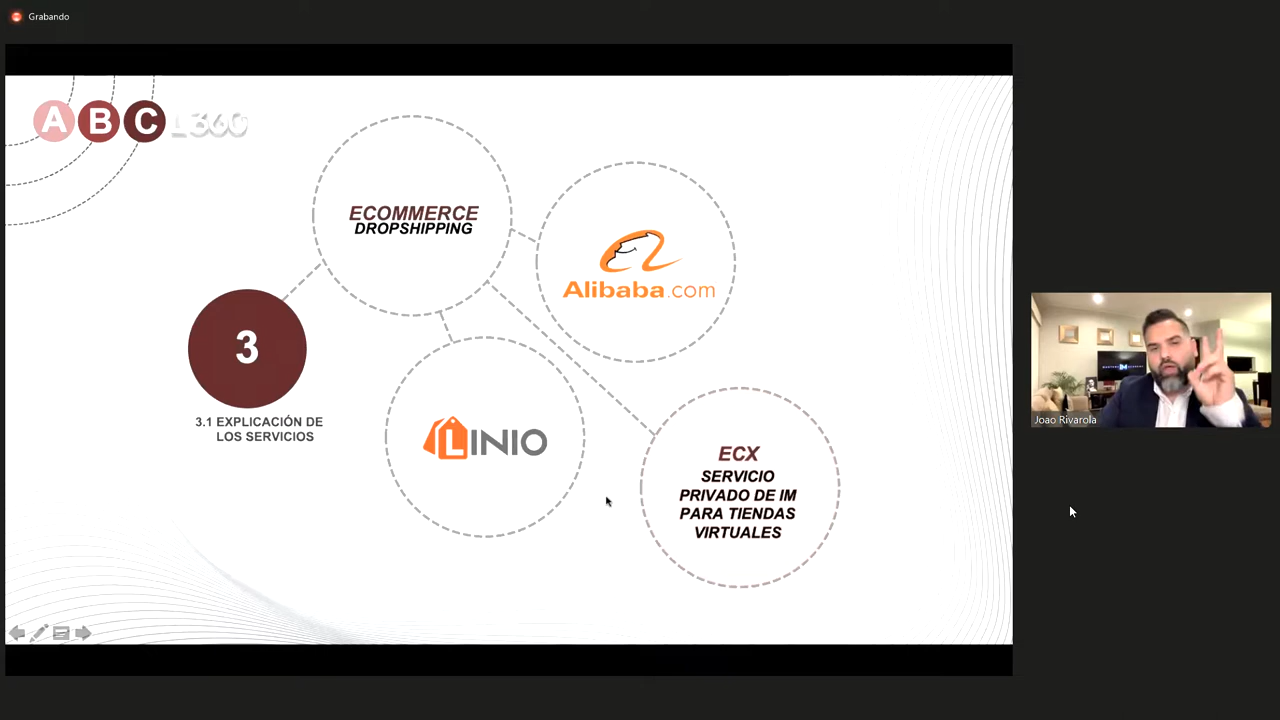 Grabando
A B C L360
ECOMMERCE
DROPSHIPPING
Alibaba.com
3
3.1 EXPLICACIÓN DE
LOS SERVICIOS
LINIO
ECX
SERVICIO
PRIVADO DE IM
PARA TIENDAS
VIRTUALES
Joao Rivarola